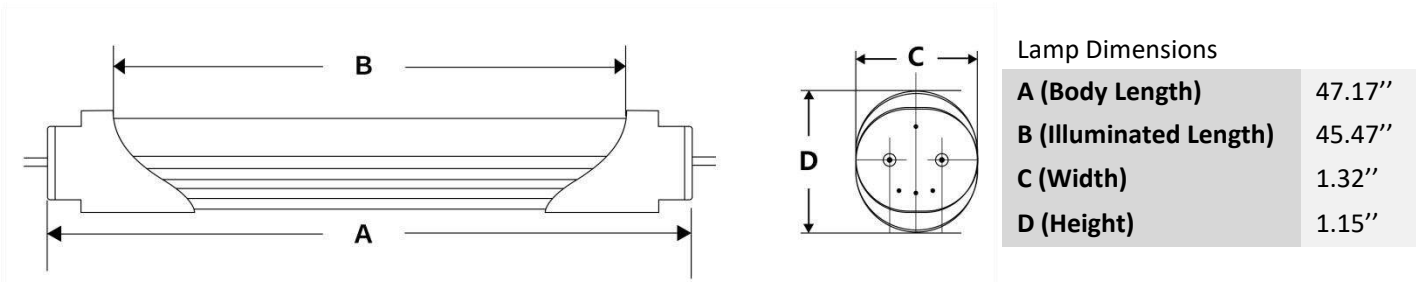 B
A
C
D
Lamp Dimensions
A (Body Length) 47.17’’
B (Illuminated Length) 45.47’’
C (Width) 1.32’’
D (Height) 1.15’’